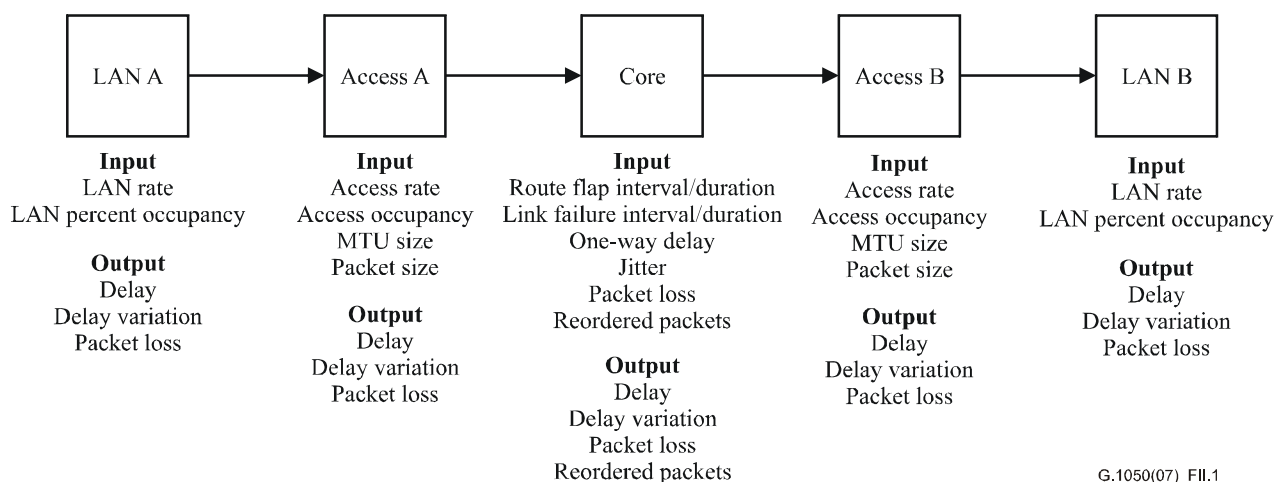 LAN A
Access A
Core
Access B
LAN B
Input
LAN rate
LAN percent occupancy
Output
Delay
Delay variation
Packet loss
Input
Access rate
Access occupancy
MTU size
Packet size
Output
Delay
Delay variation
Packet loss
Input
Route flap interval/duration
Link failure interval/duration
One-way delay
Jitter
Packet loss
Reordered packets
Output
Delay
Delay variation
Packet loss
Reordered packets
Input
Access rate
Access occupancy
MTU size
Packet size
Output
Delay
Delay variation
Packet loss
Input
LAN rate
LAN percent occupancy
Output
Delay
Delay variation
Packet loss
G.1050(07)_FII.1